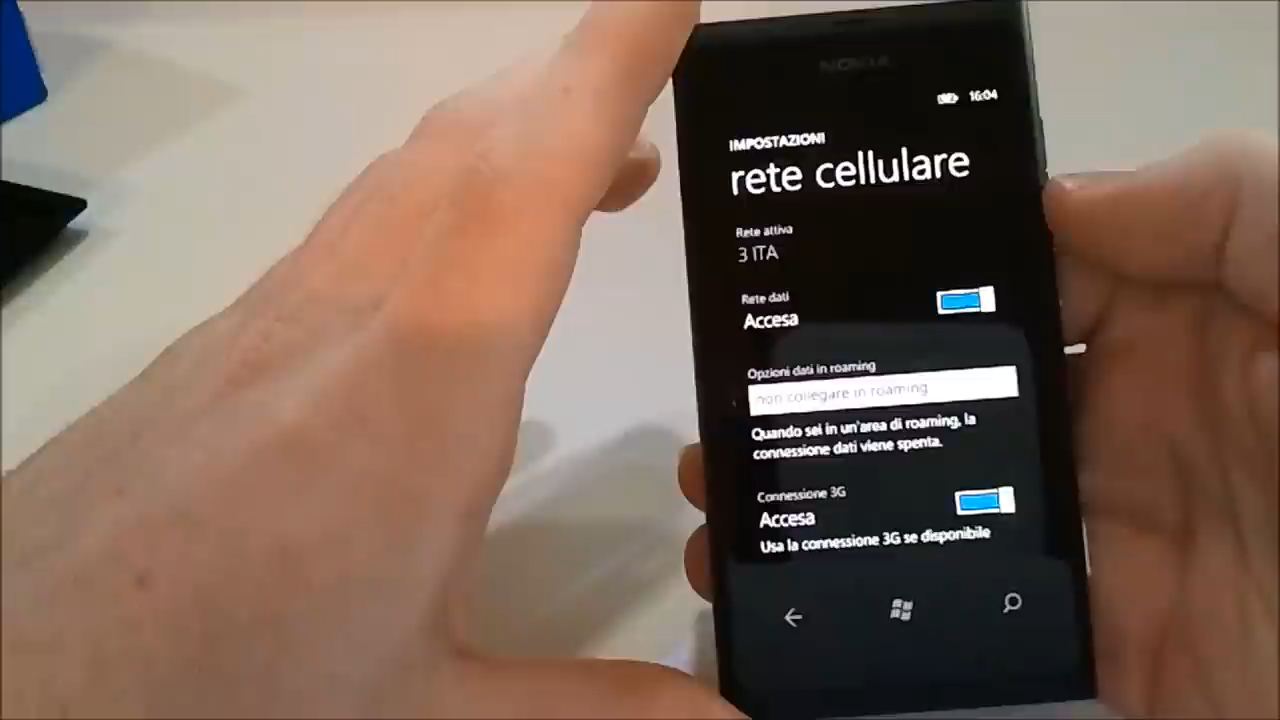 NOKIA
16:04
IMPOSTAZIONI
rete cellulare
Rete attiva
3 ITA
Rete dati
Accesa
Opzioni dati in roaming
non collegare in roaming
Quando sei in un'area di roaming, la
connessione dati viene spenta.
Connessione 3G
Accesa
Usa la connessione 3G se disponibile